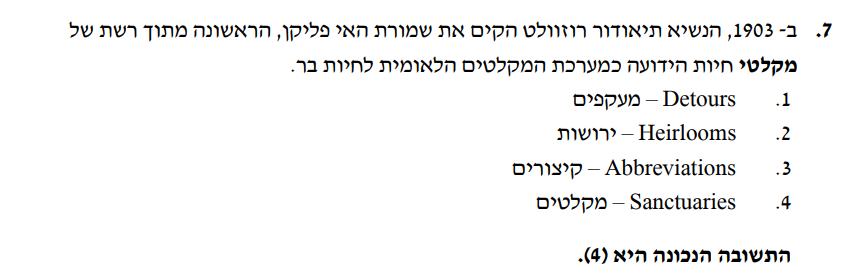 7. ב- 1903, הנשיא תיאודור רוזוולט הקים את שמורת האי פליקן, הראשונה מתוך רשת של
מקלטי חיות הידועה כמערכת המקלטים הלאומית לחיות בר.
1. Detours – מעקפים
2. Heirlooms – ירושות
3. Abbreviations – קיצורים
4. Sanctuaries – מקלטים
התשובה הנכונה היא (4).